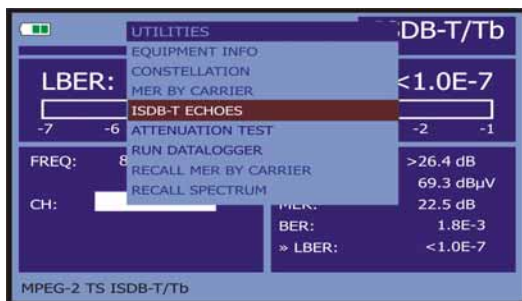 UTILITIES
DB-T/Tb
EQUIPMENT INFO
CONSTELLATION
MER BY CARRIER
ISDB-T ECHOES
ATTENUATION TEST
RUN DATALOGGER
RECALL MER BY CARRIER
RECALL SPECTRUM
LBER: <1.0E-7
-7 -6 -2 -1
FREQ: 8 >26.4 dB
69.3 dBµV
CH: MER: 22.5 dB
BER: 1.8E-3
» LBER: <1.0E-7
MPEG-2 TS ISDB-T/Tb